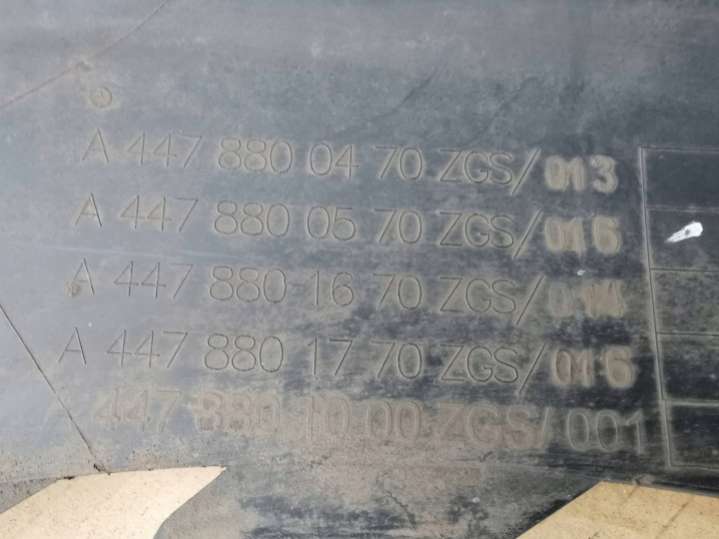 A 447 880 04 70 ZGS/013
A 447 880 05 70 ZGS/016
A 447 880 16 70 ZGS/
A 447 880 17 70 ZGS/016
447 880 10 00 ZGS/001